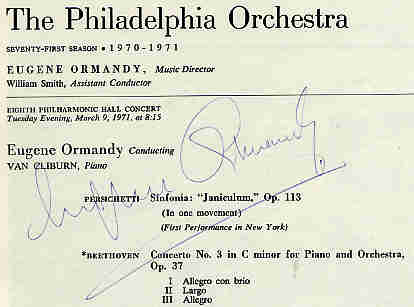 The Philadelphia Orchestra
SEVENTY-FIRST SEASON • 1970-1971
EUGENE ORMANDY, Music Director
William Smith, Assistant Conductor
EIGHTH PHILHARMONIC HALL CONCERT
Tuesday Evening, March 9, 1971, at 8:15
Eugene Ormandy Conducting
VAN CLIBURN, Piano
PERSICHETTI Sinfonia: "Janiculum," Op. 113
(In one movement)
(First Performance in New York)
*BEETHOVEN Concerto No. 3 in C minor for Piano and Orchestra,
Op. 37
I Allegro con brio
II Largo
III Allegro